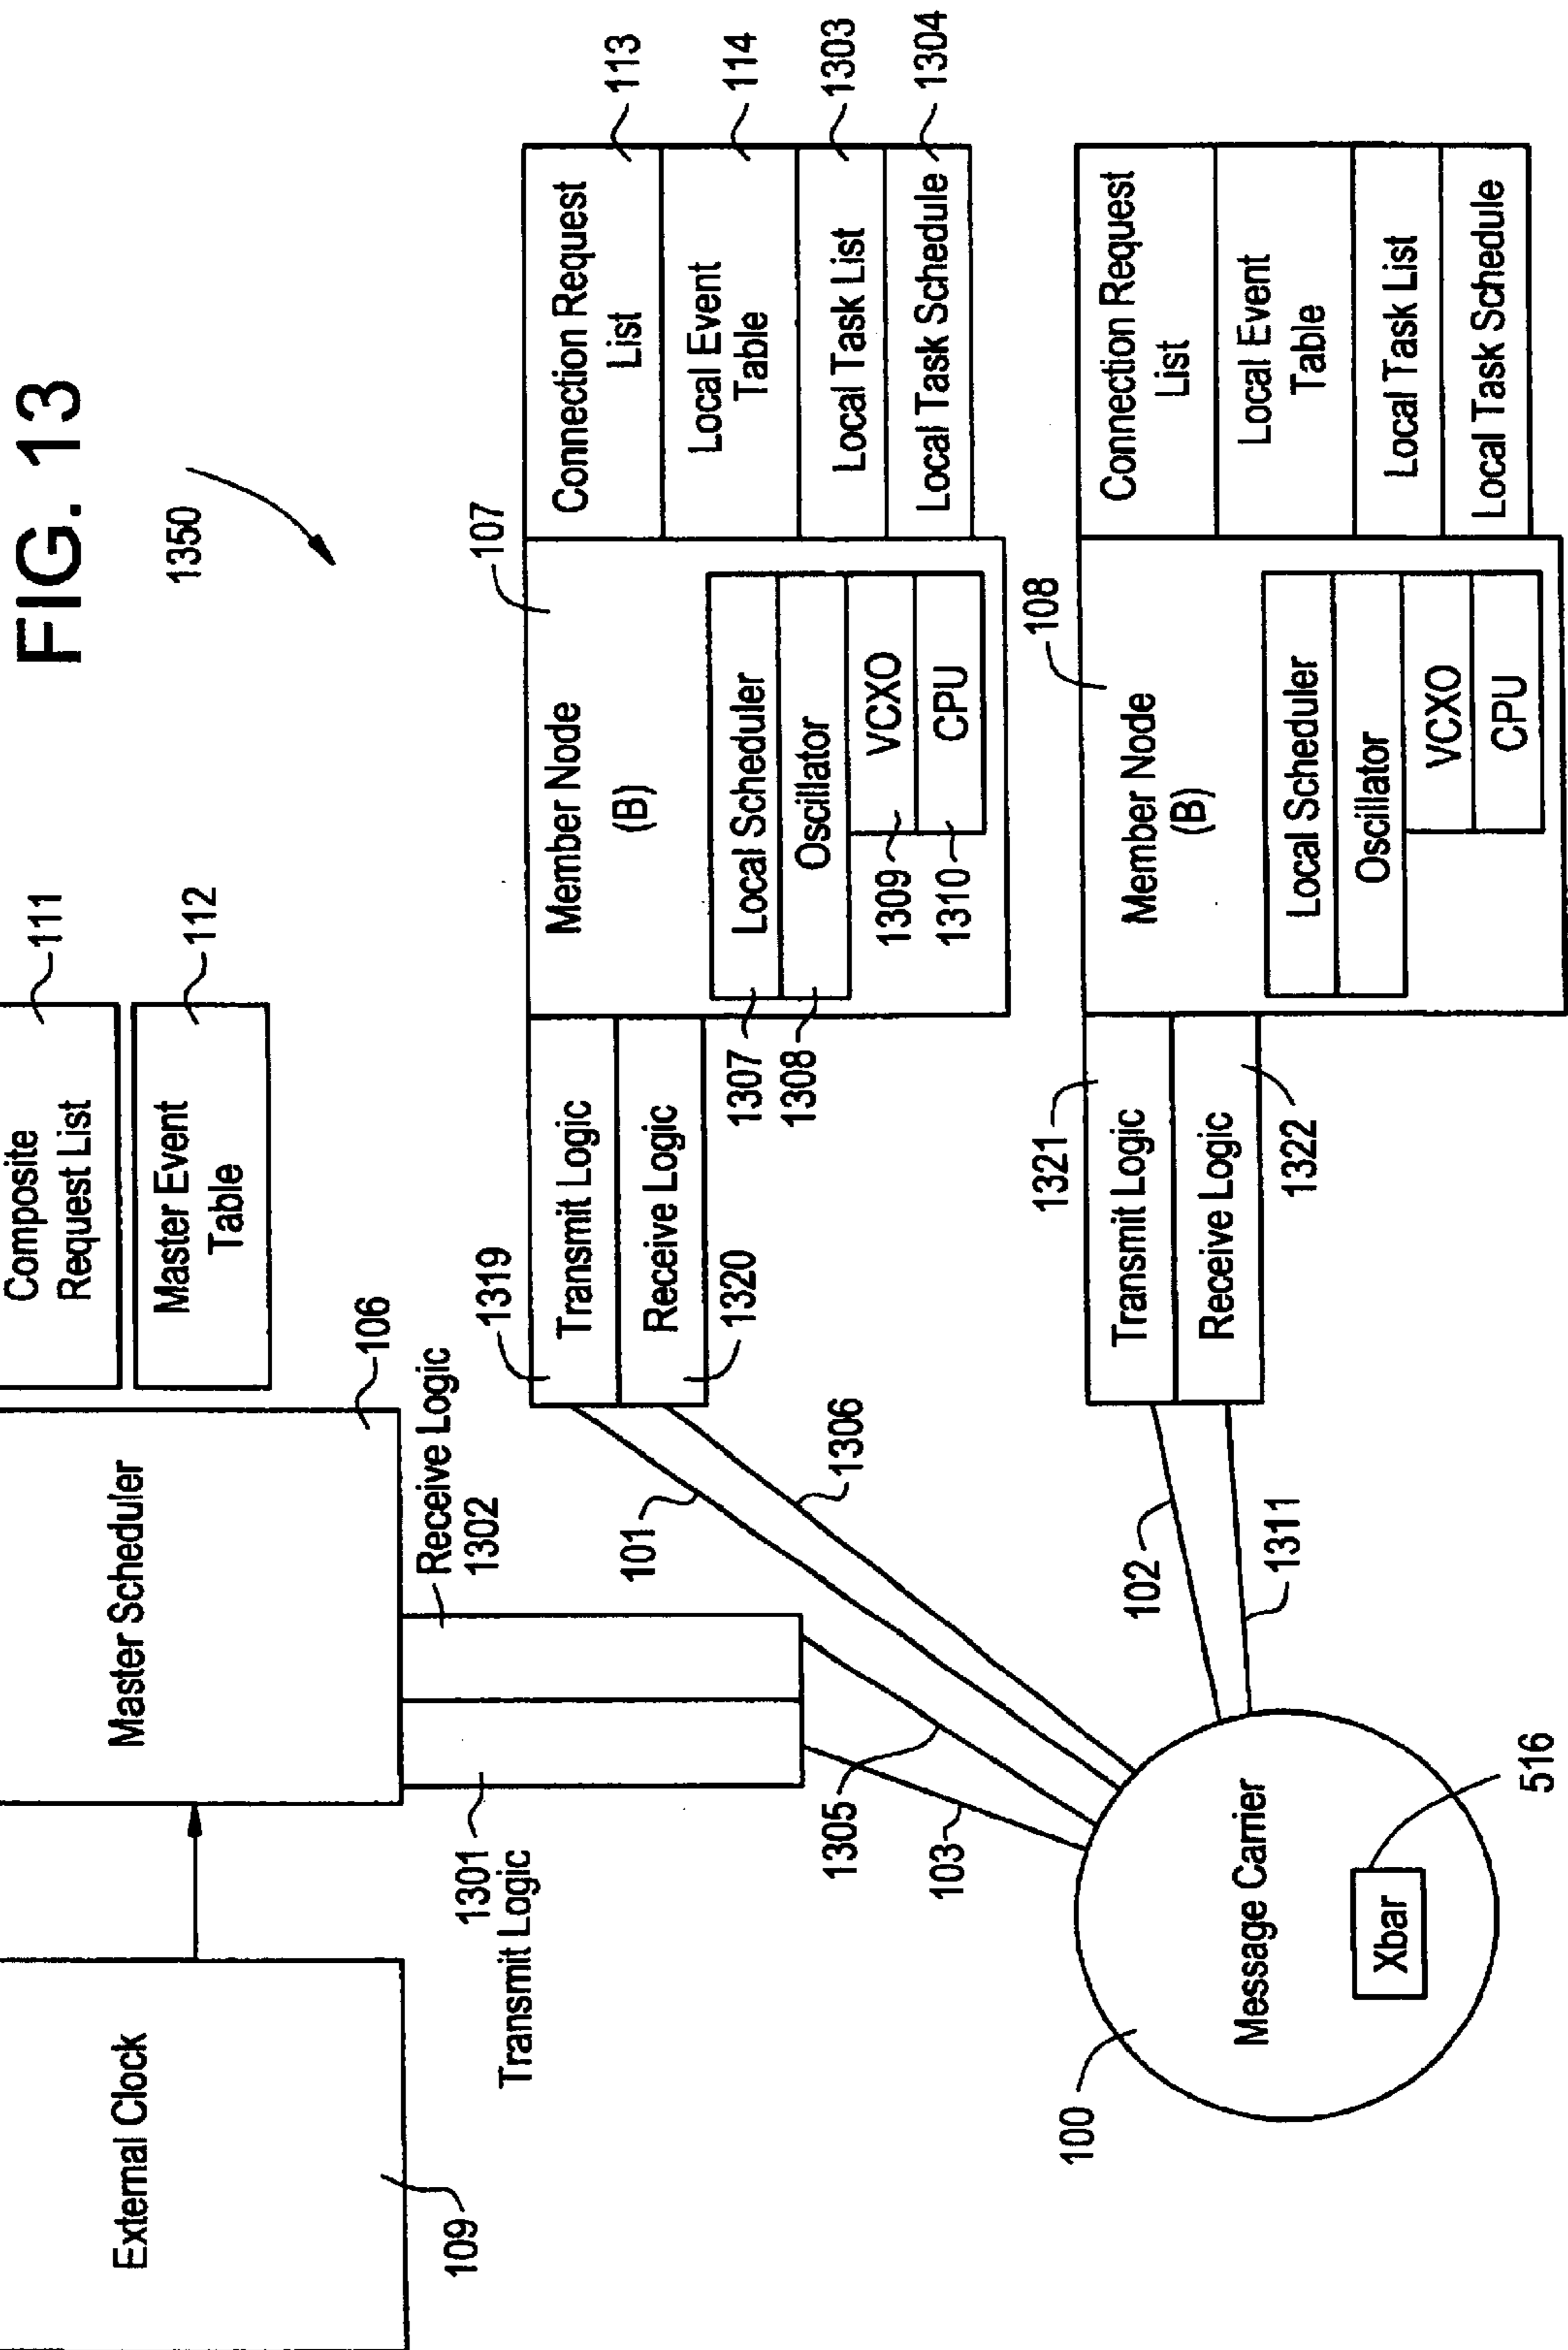 FIG. 13
1350
External Clock
109
Master Scheduler
106
Composite
Request List
111
Master Event
Table
112
1301
Transmit Logic
Receive Logic
1302
1305
103
101
1306
1319
Transmit Logic
Receive Logic
1320
Member Node
(B)
107
Local Scheduler
Oscillator
VCXO
CPU
1307
1308
1309
1310
Connection Request
List
113
Local Event
Table
114
Local Task List
1303
Local Task Schedule
1304
100
Message Carrier
Xbar
516
102
1311
1321
Transmit Logic
Receive Logic
1322
108
Member Node
(B)
Local Scheduler
Oscillator
VCXO
CPU
Connection Request
List
Local Event
Table
Local Task List
Local Task Schedule